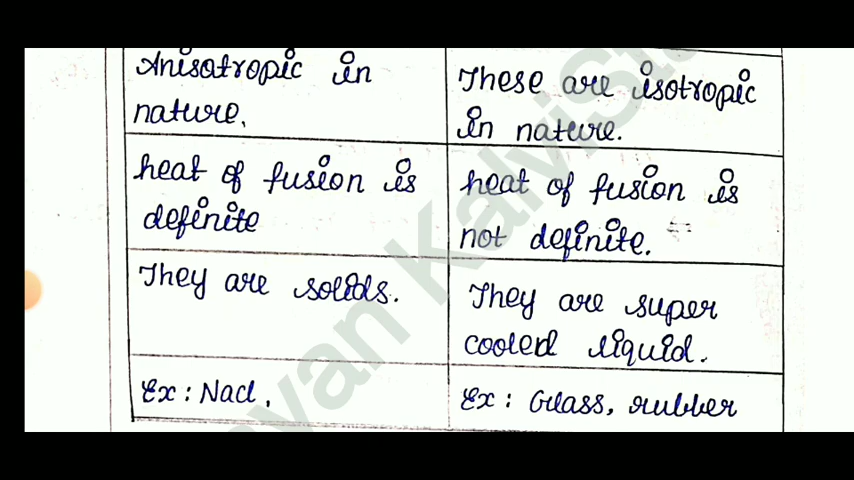 Anisotropic in
nature.
These are isotropic
in nature.
heat of fusion is
definite
heat of fusion is
not definite.
They are solids.
They are super
cooled liquid.
Ex: Nacl.
Ex: Glass, rubber